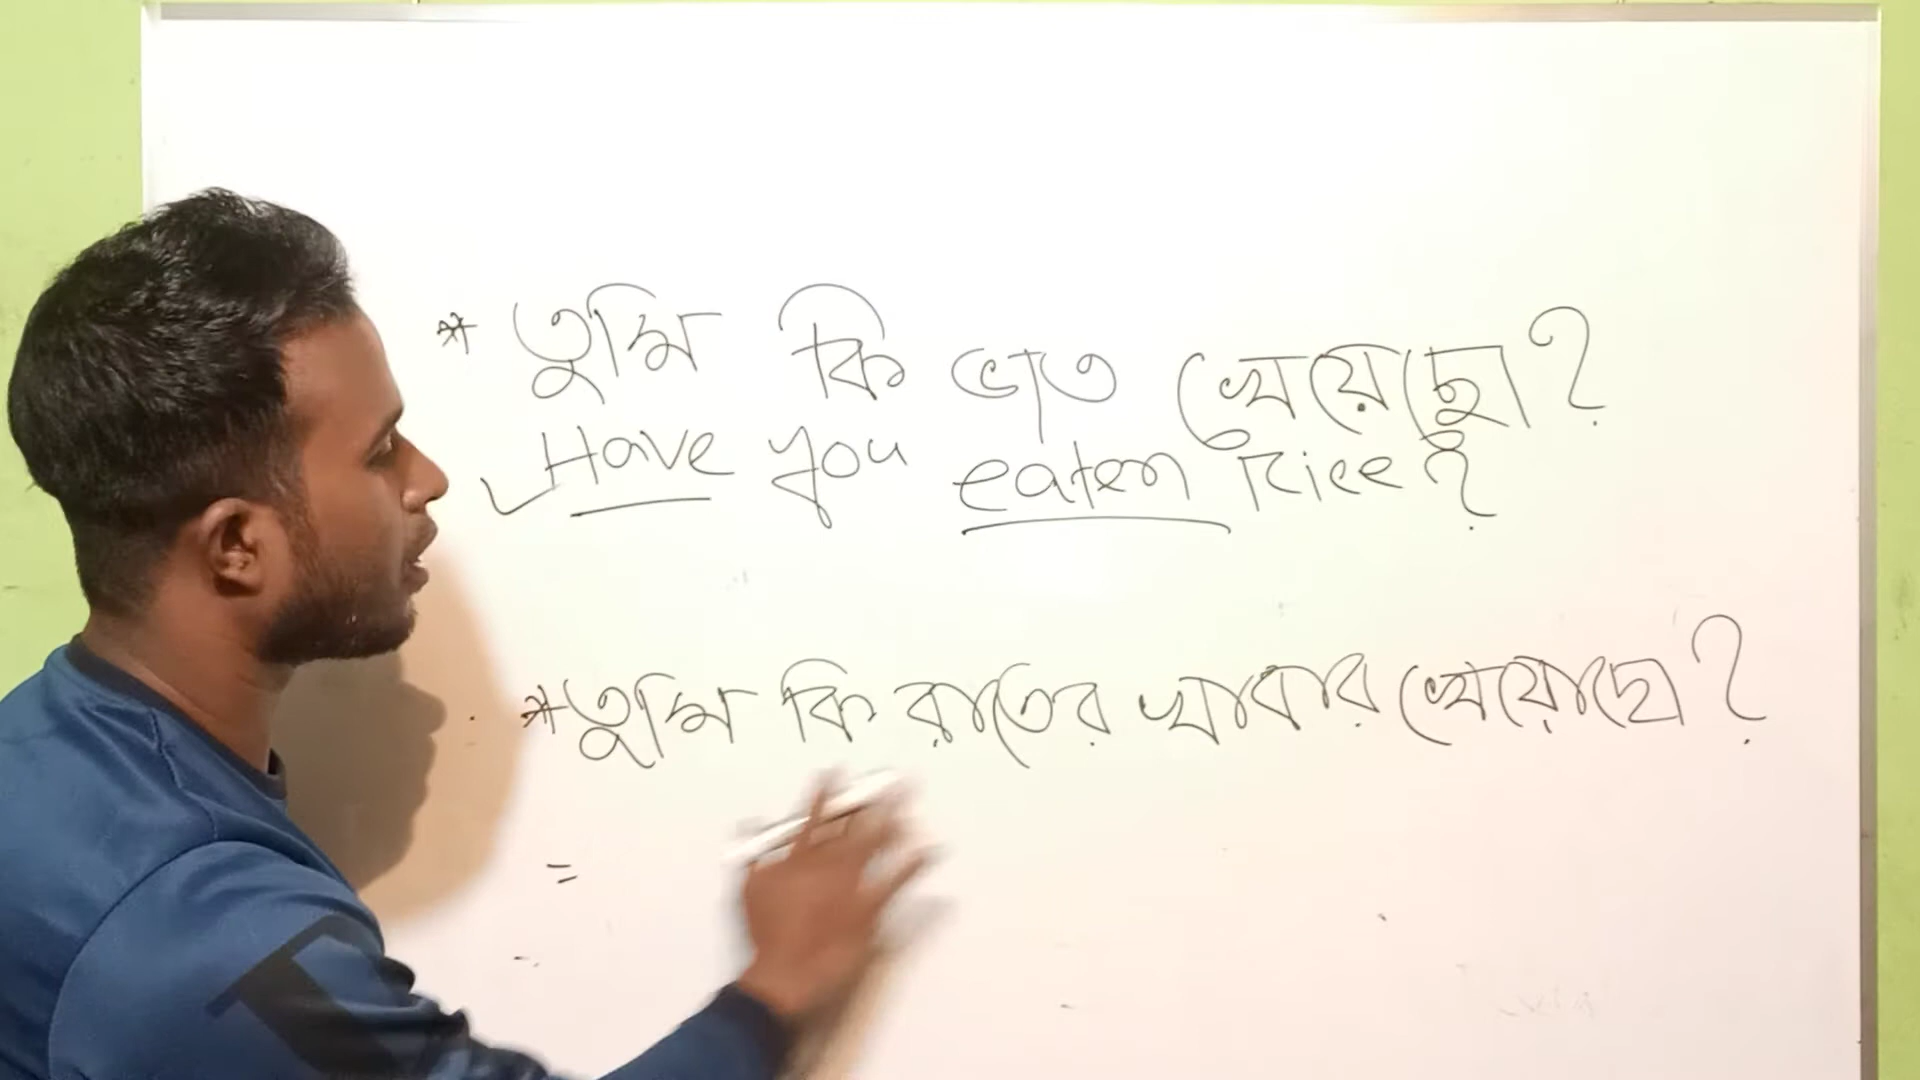 * তুমি কি ভাত খেয়েছো?
Have you eaten Rice?
* তুমি কি রাতের খাবার খেয়েছো?
=